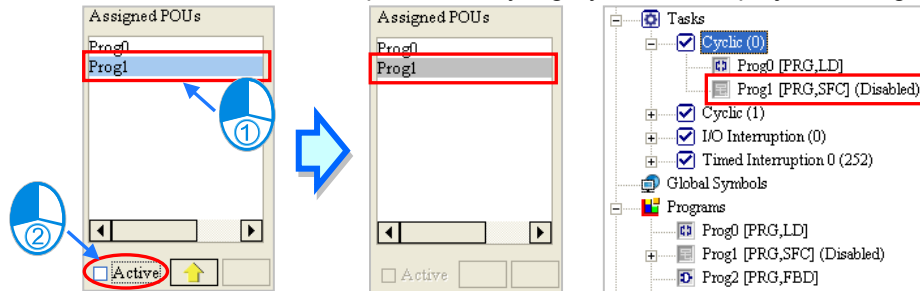 Assigned POUs
Prog0
Prog1
1
2
Active
Assigned POUs
Prog0
Prog1
Active
Tasks
Cyclic (0)
Prog0 [PRG,LD]
Prog1 [PRG,SFC] (Disabled)
Cyclic (1)
I/O Interruption (0)
Timed Interruption 0 (252)
Global Symbols
Programs
Prog0 [PRG,LD]
Prog1 [PRG,SFC] (Disabled)
Prog2 [PRG,FBD]